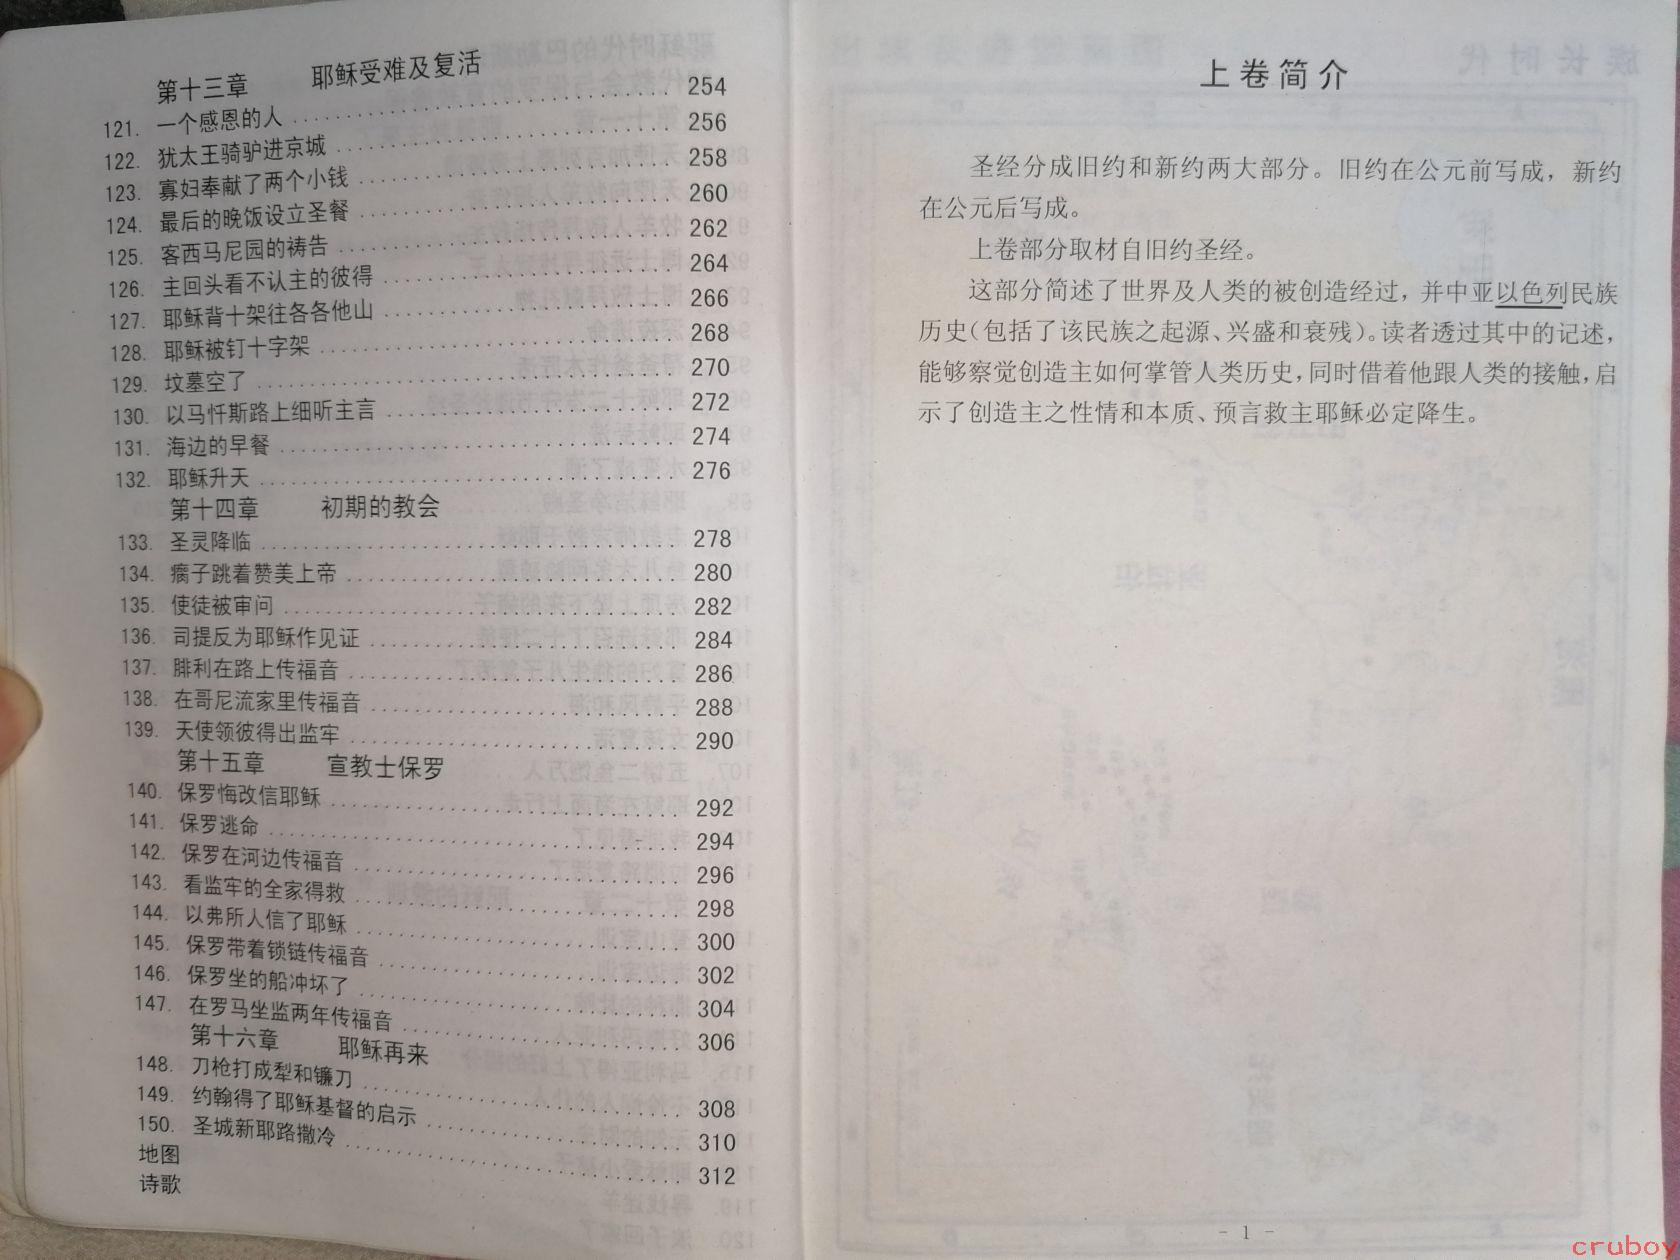 第十三章 耶稣受难及复活
121. 一个感恩的人 ........ 254
122. 犹太王骑驴进京城 ........ 256
123. 寡妇奉献了两个小钱 ........ 258
124. 最后的晚饭设立圣餐 ........ 260
125. 客西马尼园的祷告 ........ 262
126. 主回头看不认主的彼得 ........ 264
127. 耶稣背十架往各各他山 ........ 266
128. 耶稣被钉十字架 ........ 268
129. 坟墓空了 ........ 270
130. 以马忤斯路上细听主言 ........ 272
131. 海边的早餐 ........ 274
132. 耶稣升天 ........ 276
第十四章 初期的教会
133. 圣灵降临 ........ 278
134. 瘸子跳着赞美上帝 ........ 280
135. 使徒被审问 ........ 282
136. 司提反为耶稣作见证 ........ 284
137. 腓利在路上传福音 ........ 286
138. 在哥尼流家里传福音 ........ 288
139. 天使领彼得出监牢 ........ 290
第十五章 宣教士保罗
140. 保罗悔改信耶稣 ........ 292
141. 保罗逃命 ........ 294
142. 保罗在河边传福音 ........ 296
143. 看监牢的全家得救 ........ 298
144. 以弗所人信了耶稣 ........ 300
145. 保罗带着锁链传福音 ........ 302
146. 保罗坐的船冲坏了 ........ 304
147. 在罗马坐监两年传福音 ........ 306
第十六章 耶稣再来
148. 刀枪打成犁和镰刀 ........ 308
149. 约翰得了耶稣基督的启示 ........ 310
150. 圣城新耶路撒冷 ........ 312
地图
诗歌
上卷简介
圣经分成旧约和新约两大部分。旧约在公元前写成，新约
在公元后写成。
上卷部分取材自旧约圣经。
这部分简述了世界及人类的被创造经过，并中亚以色列民族
历史（包括了该民族之起源、兴盛和衰残）。读者透过其中的记述，
能够察觉创造主如何掌管人类历史，同时借着他跟人类的接触，启
示了创造主之性情和本质、预言救主耶稣必定降生。
- 1 -
cruboy